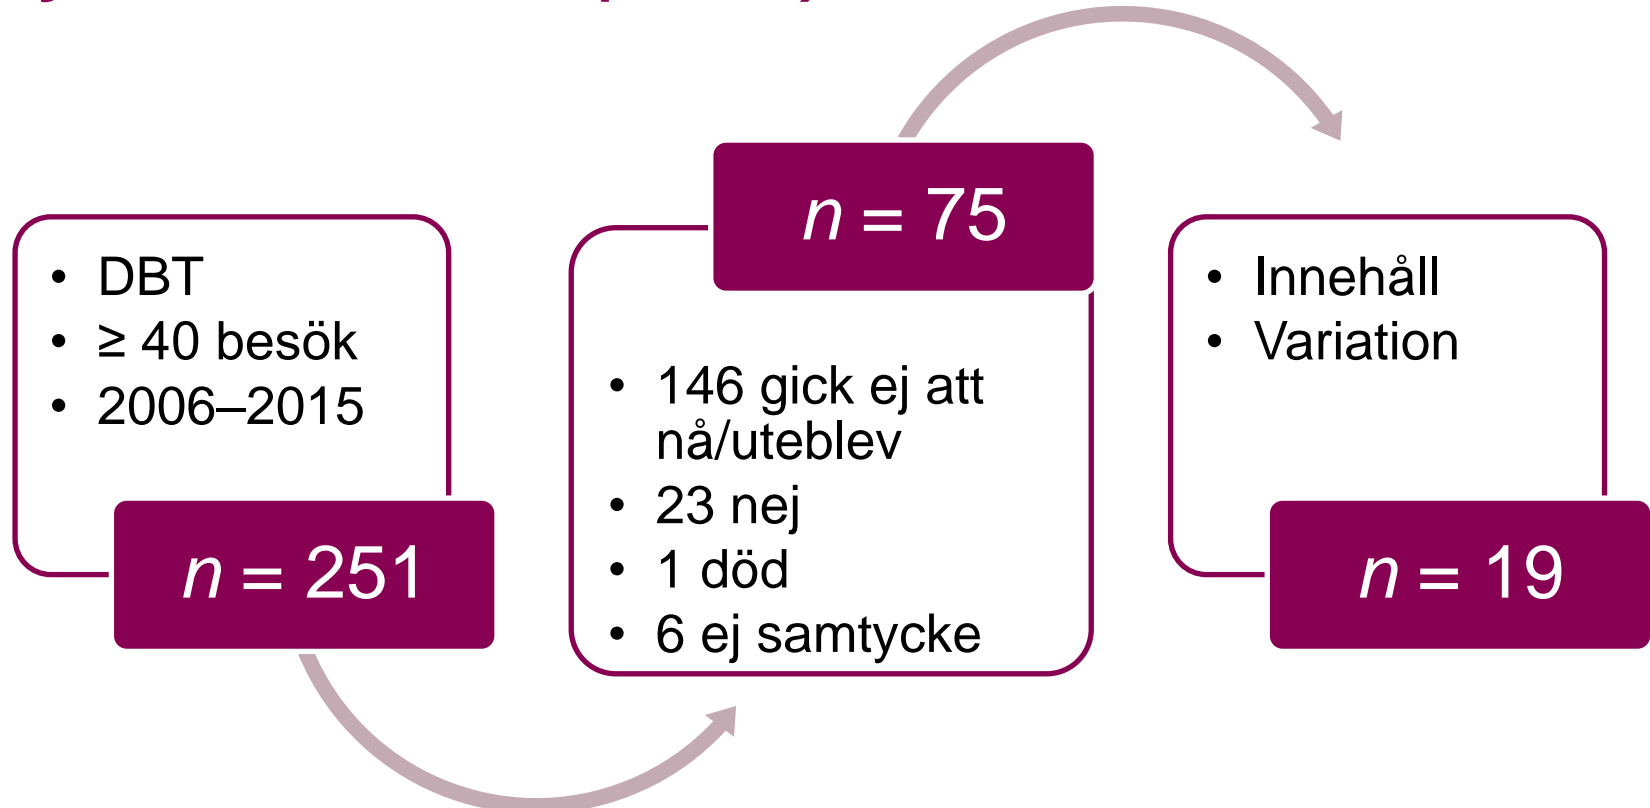 • DBT
• ≥ 40 besök
• 2006–2015
n = 251
n = 75
• 146 gick ej att
nå/uteblev
• 23 nej
• 1 död
• 6 ej samtycke
• Innehåll
• Variation
n = 19